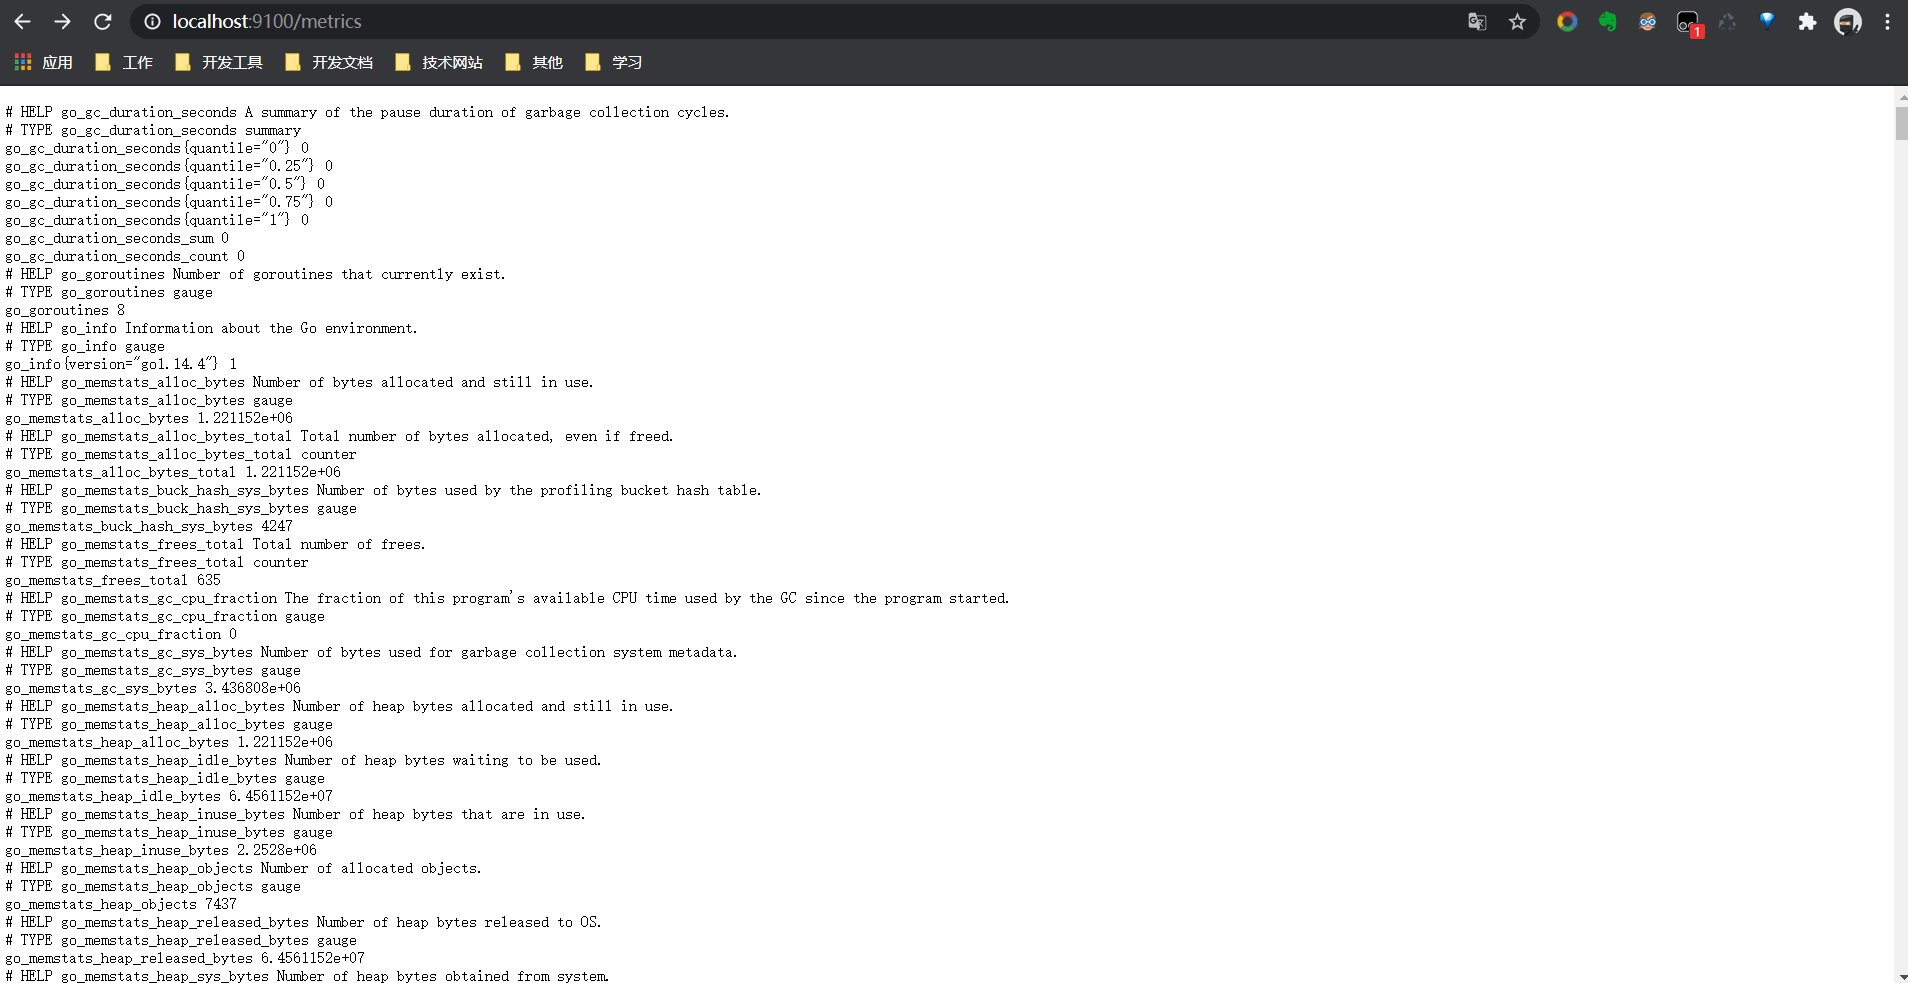 localhost:9100/metrics
1
应用 工作 开发工具 开发文档 技术网站 其他 学习
# HELP go_gc_duration_seconds A summary of the pause duration of garbage collection cycles.
# TYPE go_gc_duration_seconds summary
go_gc_duration_seconds{quantile="0"} 0
go_gc_duration_seconds{quantile="0.25"} 0
go_gc_duration_seconds{quantile="0.5"} 0
go_gc_duration_seconds{quantile="0.75"} 0
go_gc_duration_seconds{quantile="1"} 0
go_gc_duration_seconds_sum 0
go_gc_duration_seconds_count 0
# HELP go_goroutines Number of goroutines that currently exist.
# TYPE go_goroutines gauge
go_goroutines 8
# HELP go_info Information about the Go environment.
# TYPE go_info gauge
go_info{version="go1.14.4"} 1
# HELP go_memstats_alloc_bytes Number of bytes allocated and still in use.
# TYPE go_memstats_alloc_bytes gauge
go_memstats_alloc_bytes 1.221152e+06
# HELP go_memstats_alloc_bytes_total Total number of bytes allocated, even if freed.
# TYPE go_memstats_alloc_bytes_total counter
go_memstats_alloc_bytes_total 1.221152e+06
# HELP go_memstats_buck_hash_sys_bytes Number of bytes used by the profiling bucket hash table.
# TYPE go_memstats_buck_hash_sys_bytes gauge
go_memstats_buck_hash_sys_bytes 4247
# HELP go_memstats_frees_total Total number of frees.
# TYPE go_memstats_frees_total counter
go_memstats_frees_total 635
# HELP go_memstats_gc_cpu_fraction The fraction of this program's available CPU time used by the GC since the program started.
# TYPE go_memstats_gc_cpu_fraction gauge
go_memstats_gc_cpu_fraction 0
# HELP go_memstats_gc_sys_bytes Number of bytes used for garbage collection system metadata.
# TYPE go_memstats_gc_sys_bytes gauge
go_memstats_gc_sys_bytes 3.436808e+06
# HELP go_memstats_heap_alloc_bytes Number of heap bytes allocated and still in use.
# TYPE go_memstats_heap_alloc_bytes gauge
go_memstats_heap_alloc_bytes 1.221152e+06
# HELP go_memstats_heap_idle_bytes Number of heap bytes waiting to be used.
# TYPE go_memstats_heap_idle_bytes gauge
go_memstats_heap_idle_bytes 6.4561152e+07
# HELP go_memstats_heap_inuse_bytes Number of heap bytes that are in use.
# TYPE go_memstats_heap_inuse_bytes gauge
go_memstats_heap_inuse_bytes 2.2528e+06
# HELP go_memstats_heap_objects Number of allocated objects.
# TYPE go_memstats_heap_objects gauge
go_memstats_heap_objects 7437
# HELP go_memstats_heap_released_bytes Number of heap bytes released to OS.
# TYPE go_memstats_heap_released_bytes gauge
go_memstats_heap_released_bytes 6.4561152e+07
# HELP go_memstats_heap_sys_bytes Number of heap bytes obtained from system.